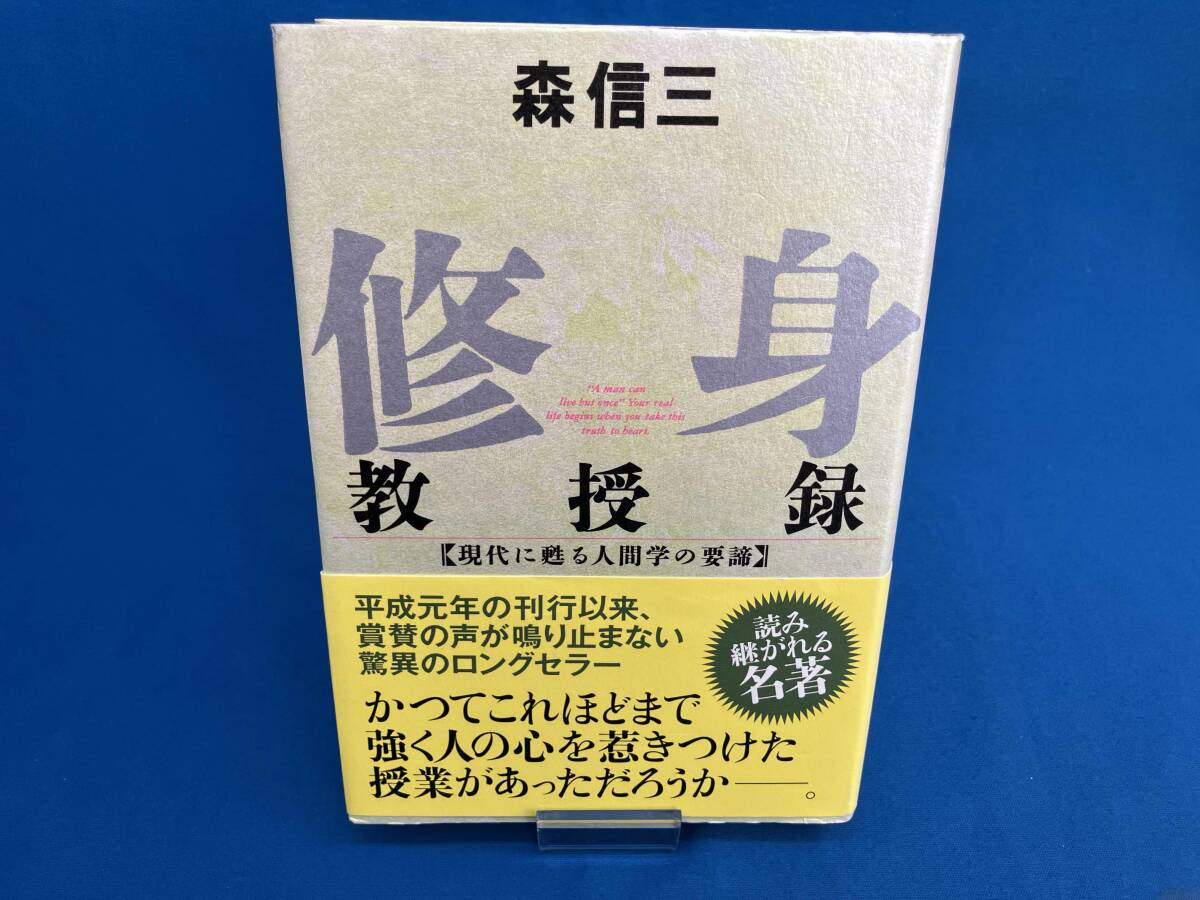 森信三
修身
"A man can
live but once" Your real
life begins when you take this
truth to heart.
教授録
【現代に甦る人間学の要諦】
平成元年の刊行以来、
賞賛の声が鳴り止まない
驚異のロングセラー
読み
継がれる
名著
かつてこれほどまで
強く人の心を惹きつけた
授業があっただろうか――。